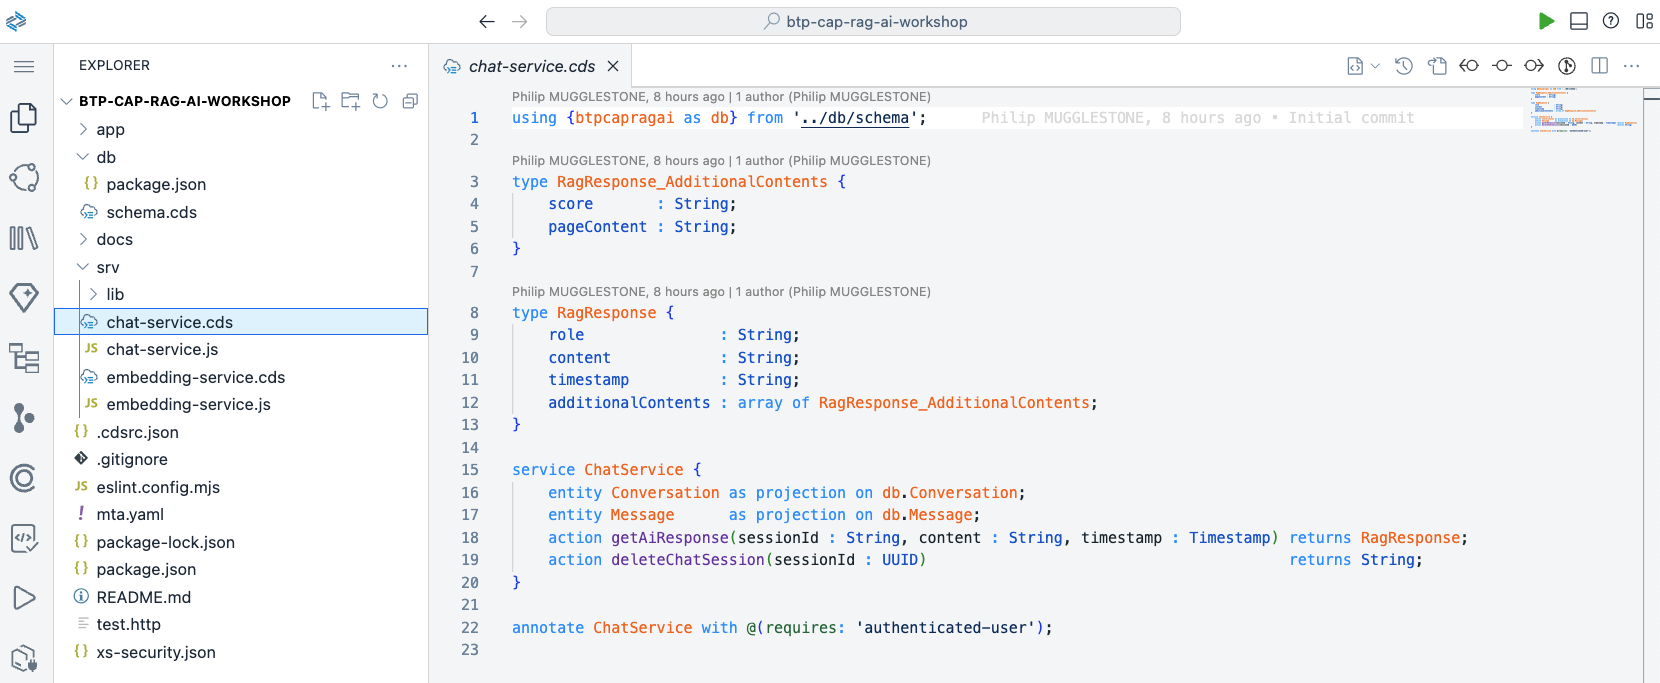 btp-cap-rag-ai-workshop
EXPLORER
BTP-CAP-RAG-AI-WORKSHOP
app
db
package.json
schema.cds
docs
srv
lib
chat-service.cds
JS chat-service.js
embedding-service.cds
JS embedding-service.js
.cdsrc.json
.gitignore
JS eslint.config.mjs
mta.yaml
package-lock.json
package.json
README.md
test.http
xs-security.json
chat-service.cds
Philip MUGGLESTONE, 8 hours ago | 1 author (Philip MUGGLESTONE)
1 using {btpcapragai as db} from '../db/schema'; Philip MUGGLESTONE, 8 hours ago • Initial commit
2
Philip MUGGLESTONE, 8 hours ago | 1 author (Philip MUGGLESTONE)
3 type RagResponse_AdditionalContents {
4 score : String;
5 pageContent : String;
6 }
7
Philip MUGGLESTONE, 8 hours ago | 1 author (Philip MUGGLESTONE)
8 type RagResponse {
9 role : String;
10 content : String;
11 timestamp : String;
12 additionalContents : array of RagResponse_AdditionalContents;
13 }
14
15 service ChatService {
16 entity Conversation as projection on db.Conversation;
17 entity Message as projection on db.Message;
18 action getAiResponse(sessionId : String, content : String, timestamp : Timestamp) returns RagResponse;
19 action deleteChatSession(sessionId : UUID) returns String;
20 }
21
22 annotate ChatService with @(requires: 'authenticated-user');
23